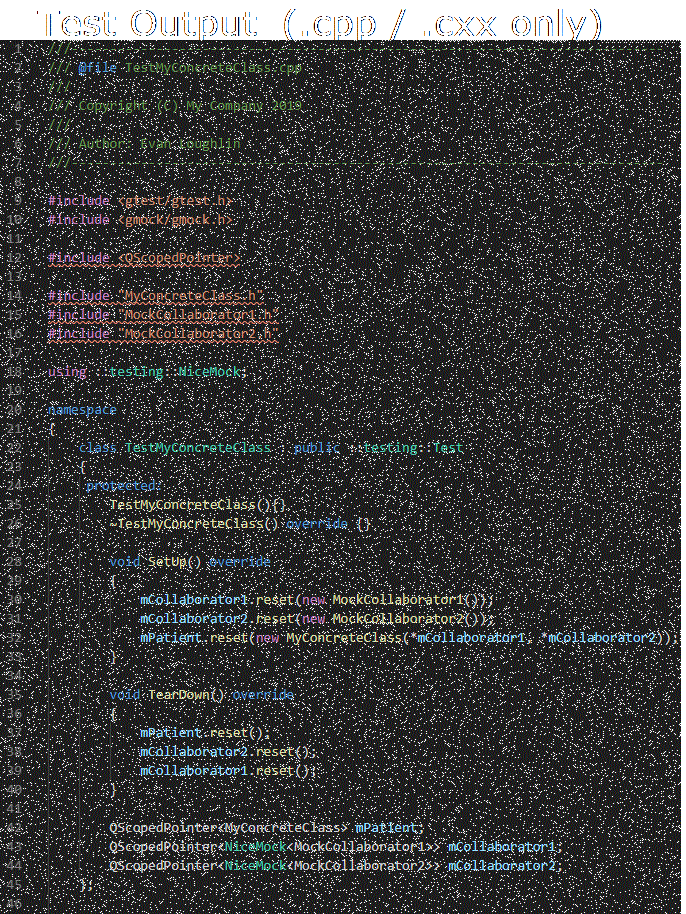 Test Output (.cpp / .cxx only)
1 ///
2 /// @file TestMyConcreteClass.cpp
3 ///
4 /// Copyright (C) My Company 2019
5 ///
6 /// Author: Evan Loughlin
7 ///
8
9 #include <gtest/gtest.h>
10 #include <gmock/gmock.h>
11
12 #include <QScopedPointer>
13
14 #include "MyConcreteClass.h"
15 #include "MockCollaborator1.h"
16 #include "MockCollaborator2.h"
17
18 using ::testing::NiceMock;
19
20 namespace
21 {
22 class TestMyConcreteClass : public ::testing::Test
23 {
24 protected:
25 TestMyConcreteClass(){}
26 ~TestMyConcreteClass() override {}
27
28 void SetUp() override
29 {
30 mCollaborator1.reset(new MockCollaborator1());
31 mCollaborator2.reset(new MockCollaborator2());
32 mPatient.reset(new MyConcreteClass(*mCollaborator1, *mCollaborator2));
33 }
34
35 void TearDown() override
36 {
37 mPatient.reset();
38 mCollaborator2.reset();
39 mCollaborator1.reset();
40 }
41
42 QScopedPointer<MyConcreteClass> mPatient;
43 QScopedPointer<NiceMock<MockCollaborator1>> mCollaborator1;
44 QScopedPointer<NiceMock<MockCollaborator2>> mCollaborator2;
45 };
46